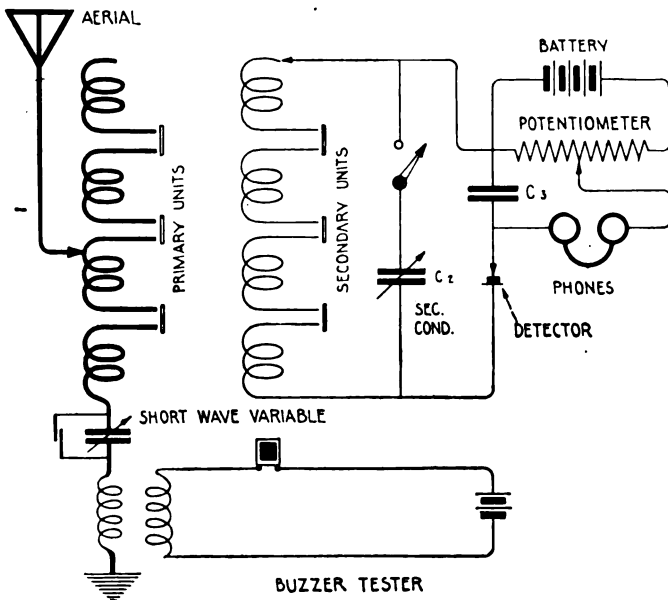 AERIAL
BATTERY
POTENTIOMETER
PRIMARY UNITS
SECONDARY UNITS
C3
C2
SEC.
COND.
PHONES
DETECTOR
SHORT WAVE VARIABLE
BUZZER TESTER